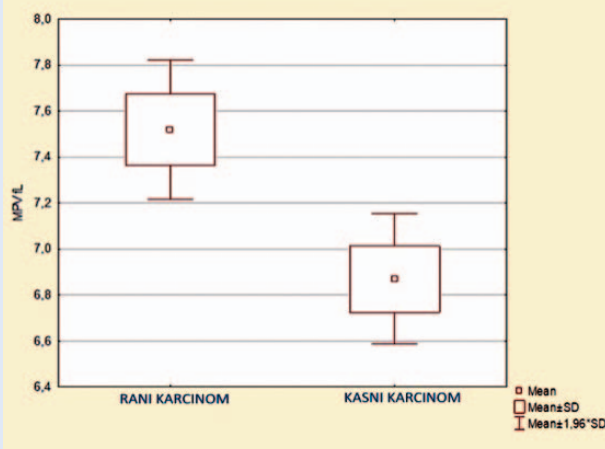 8,0
7,8
7,6
7,4
7,2
7,0
6,8
6,6
6,4
MPV fL
RANI KARCINOM KASNI KARCINOM
Mean
Mean±SD
Mean±1,96*SD